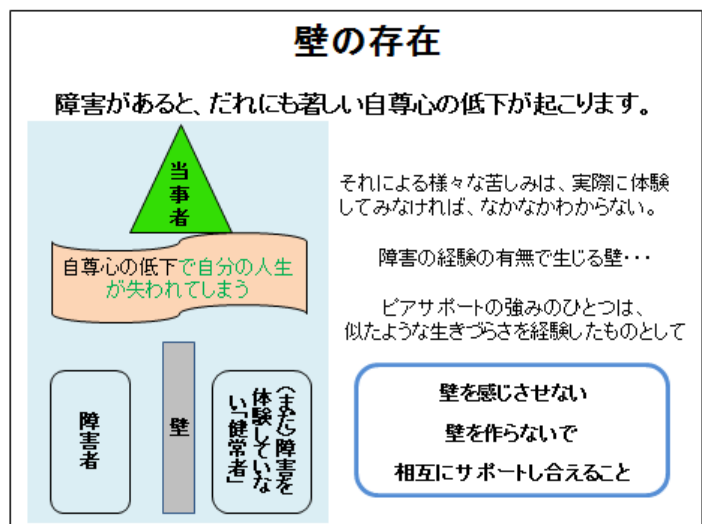 壁の存在
障害があると、だれにも著しい自尊心の低下が起こります。
当事者
自尊心の低下で自分の人生
が失われてしまう
障害者
壁
(まだ)障害を
体験していな
い「健常者」
それによる様々な苦しみは、実際に体験
してみなければ、なかなかわからない。
障害の経験の有無で生じる壁・・・
ピアサポートの強みのひとつは、
似たような生きづらさを経験したものとして
壁を感じさせない
壁を作らないで
相互にサポートし合えること